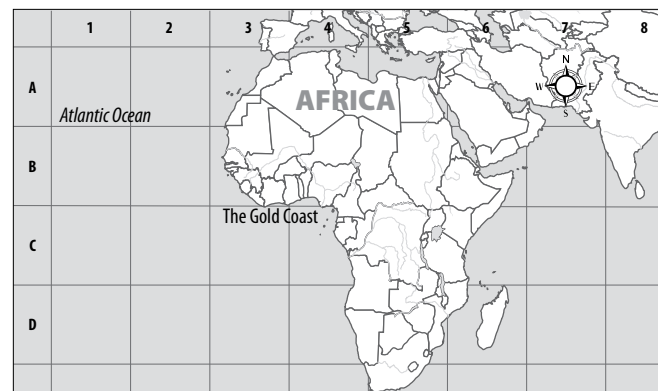 1 2 3 4 5 6 7 8
N
A AFRICA W E
Atlantic Ocean S
B
The Gold Coast
C
D